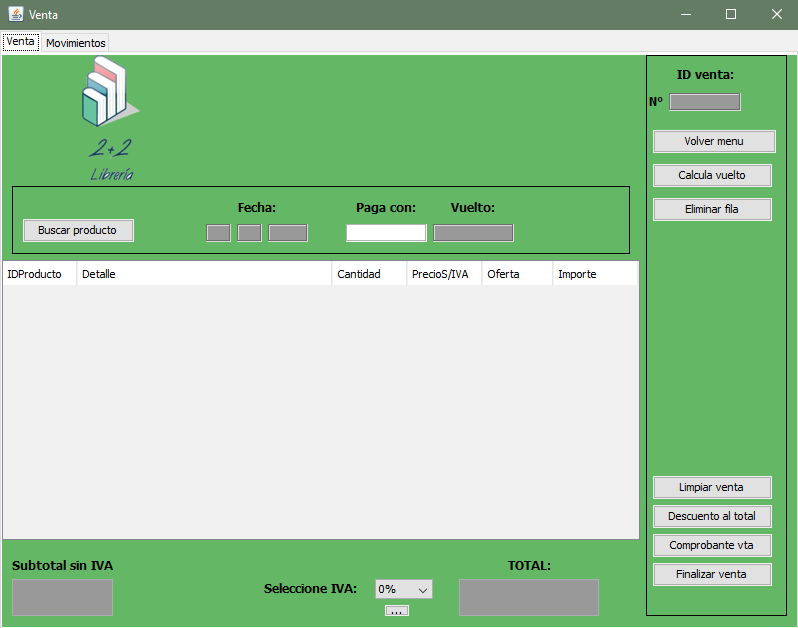 Venta
Venta Movimientos
2+2
Librería
ID venta:
Nº
Volver menu
Calcula vuelto
Eliminar fila
Fecha: Paga con: Vuelto:
Buscar producto
IDProducto Detalle Cantidad PrecioS/IVA Oferta Importe
Limpiar venta
Descuento al total
Comprobante vta
Finalizar venta
Subtotal sin IVA
Seleccione IVA: 0%
...
TOTAL: